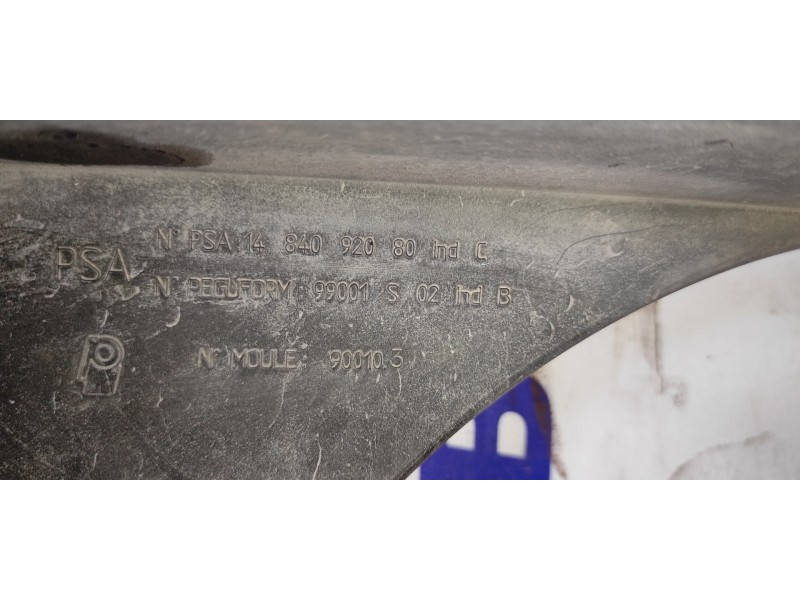 N° PSA:14 840 920 80 Ind C
PSA
N° PEGUFORM: 99001 S 02 Ind B
N° MOULE: 90010.3
B